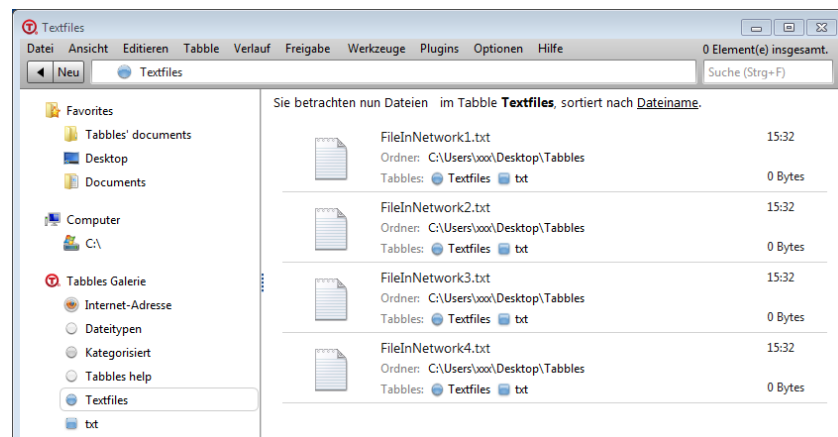 Textfiles
Datei Ansicht Editieren Tabble Verlauf Freigabe Werkzeuge Plugins Optionen Hilfe
0 Element(e) insgesamt.
Neu
Textfiles
Suche (Strg+F)
Favorites
Tabbles' documents
Desktop
Documents
Computer
C:\
Tabbles Galerie
Internet-Adresse
Dateitypen
Kategorisiert
Tabbles help
Textfiles
txt
Sie betrachten nun Dateien im Tabble Textfiles, sortiert nach Dateiname.
FileInNetwork1.txt 15:32
Ordner: C:\Users\xxx\Desktop\Tabbles
Tabbles: Textfiles txt 0 Bytes
FileInNetwork2.txt 15:32
Ordner: C:\Users\xxx\Desktop\Tabbles
Tabbles: Textfiles txt 0 Bytes
FileInNetwork3.txt 15:32
Ordner: C:\Users\xxx\Desktop\Tabbles
Tabbles: Textfiles txt 0 Bytes
FileInNetwork4.txt 15:32
Ordner: C:\Users\xxx\Desktop\Tabbles
Tabbles: Textfiles txt 0 Bytes